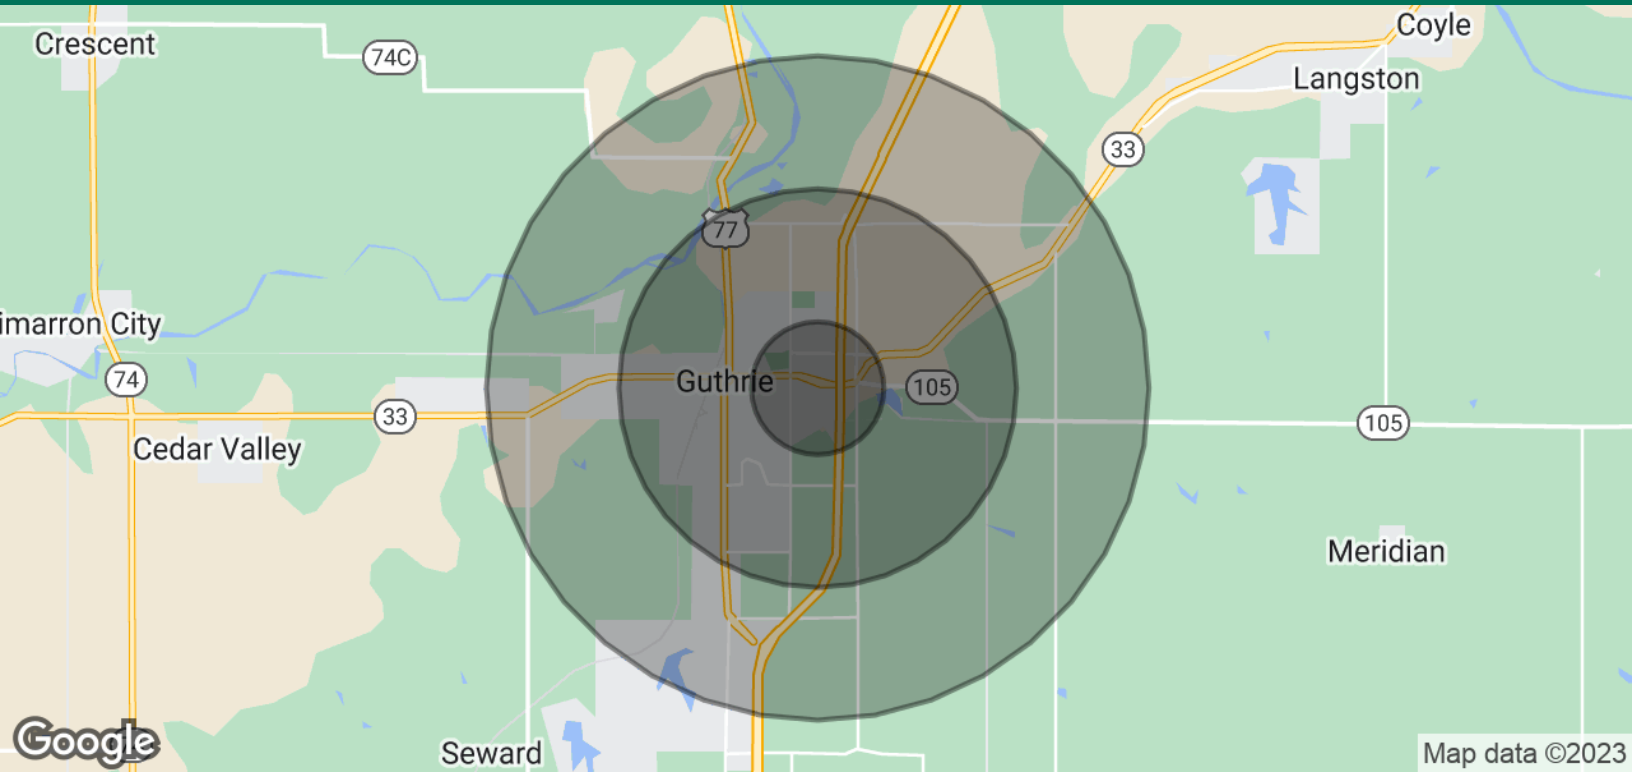 Coyle
Crescent
74C
Langston
33
77
imarron City
74
Guthrie
105
33
105
Cedar Valley
Meridian
Google
Seward
Map data ©2023